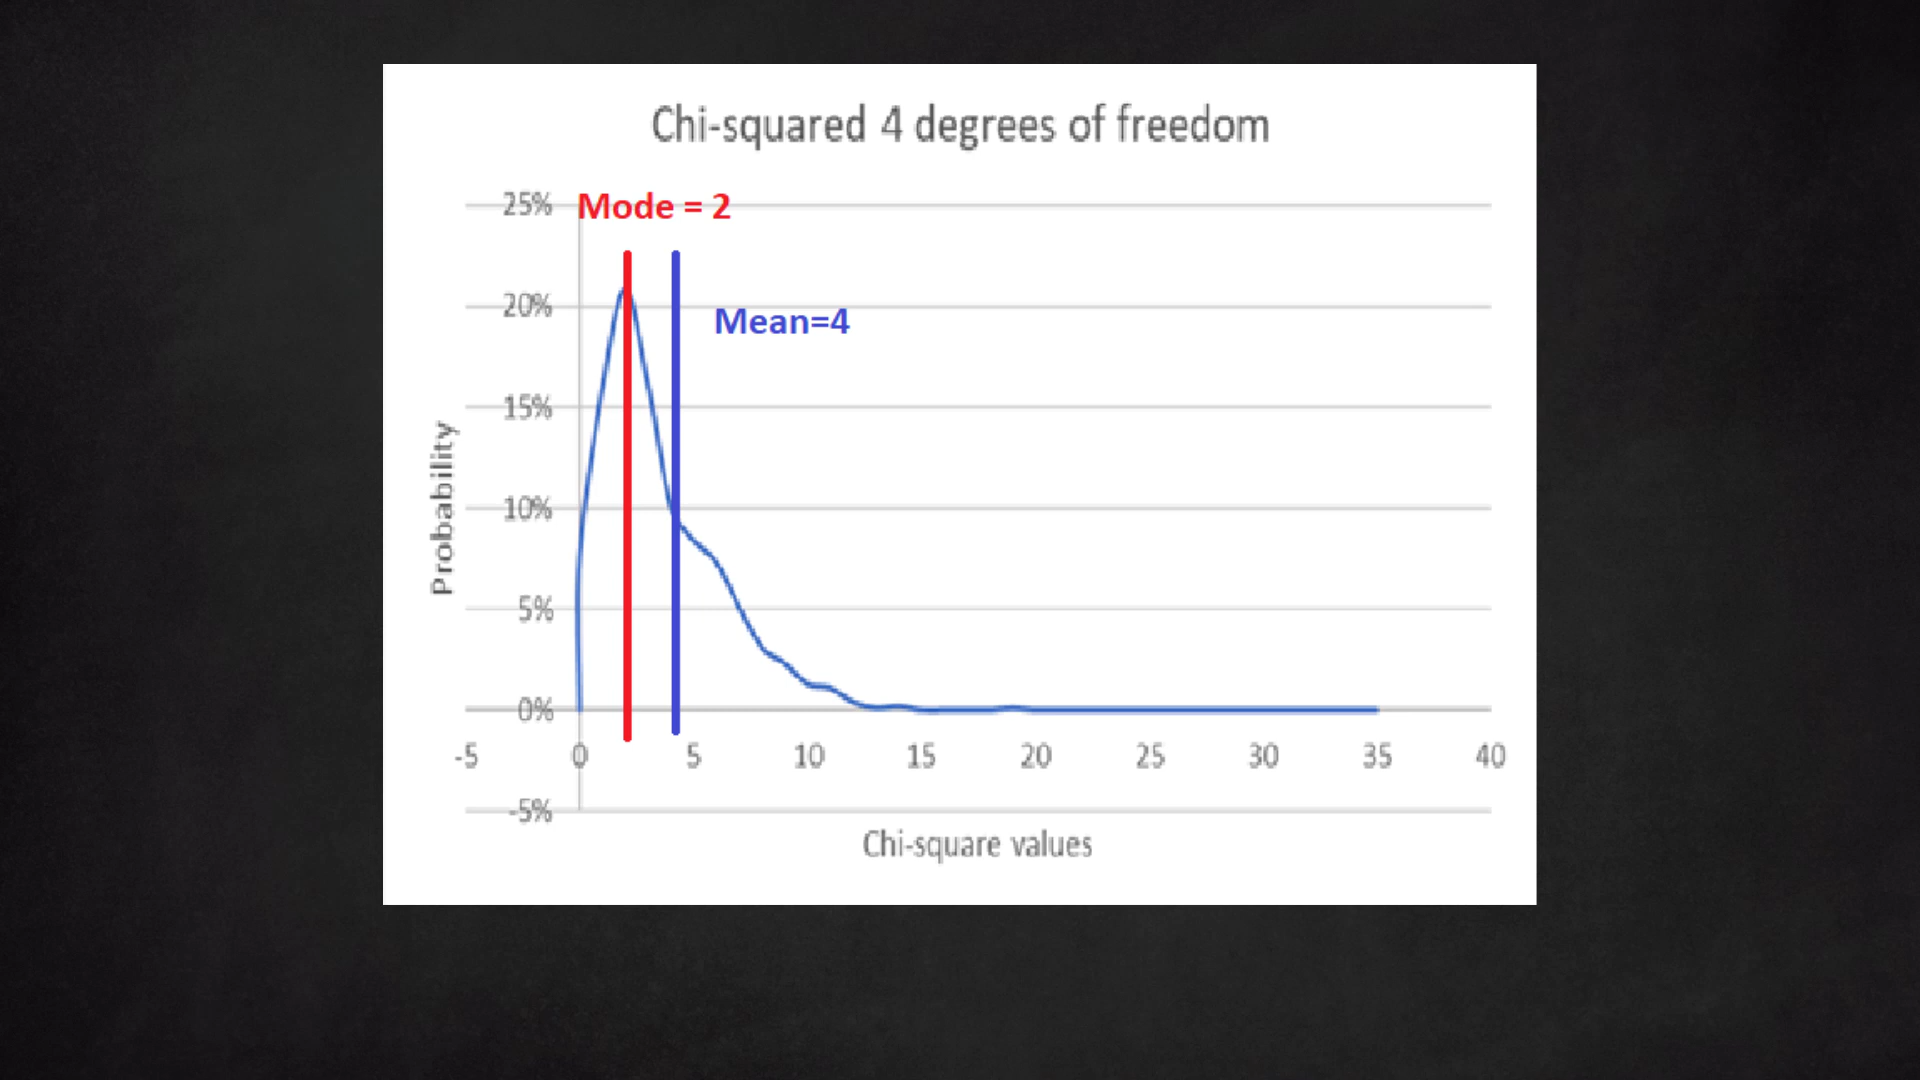 Chi-squared 4 degrees of freedom
25%
Mode = 2
20%
Mean=4
15%
10%
5%
0%
-5%
Probability
-5 0 5 10 15 20 25 30 35 40
Chi-square values